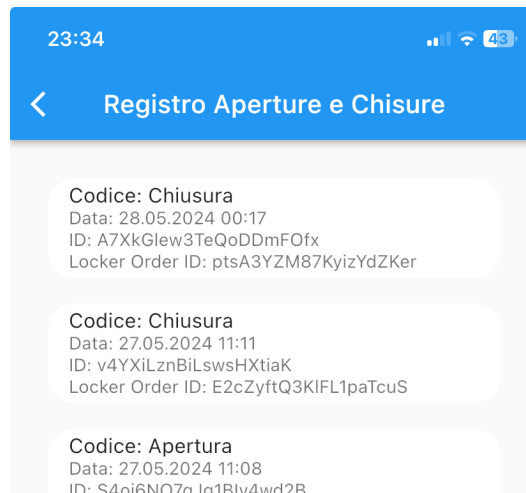 23:34
43
Registro Aperture e Chisure
Codice: Chiusura
Data: 28.05.2024 00:17
ID: A7XkGlew3TeQoDDmFOfx
Locker Order ID: ptsA3YZM87KyizYdZKer
Codice: Chiusura
Data: 27.05.2024 11:11
ID: v4YXiLznBiLswsHXtiaK
Locker Order ID: E2cZyftQ3KlFL1paTcuS
Codice: Apertura
Data: 27.05.2024 11:08
ID: